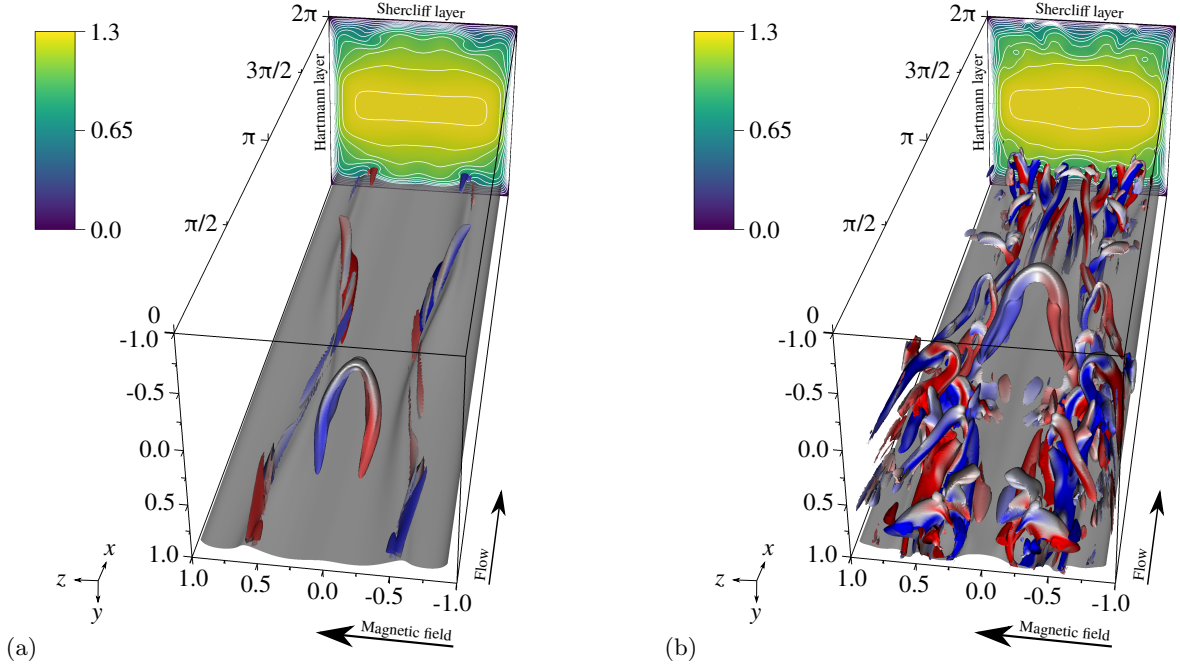 Shercliff layer
1.3
0.65
0.0
2π
3π/2
π
π/2
0
Hartmann layer
-1.0
-0.5
0.0
0.5
1.0
1.0
0.5
0.0
-0.5
-1.0
x
z
y
Flow
Magnetic field
(a)
Shercliff layer
1.3
0.65
0.0
2π
3π/2
π
π/2
0
Hartmann layer
-1.0
-0.5
0.0
0.5
1.0
1.0
0.5
0.0
-0.5
-1.0
x
z
y
Flow
Magnetic field
(b)